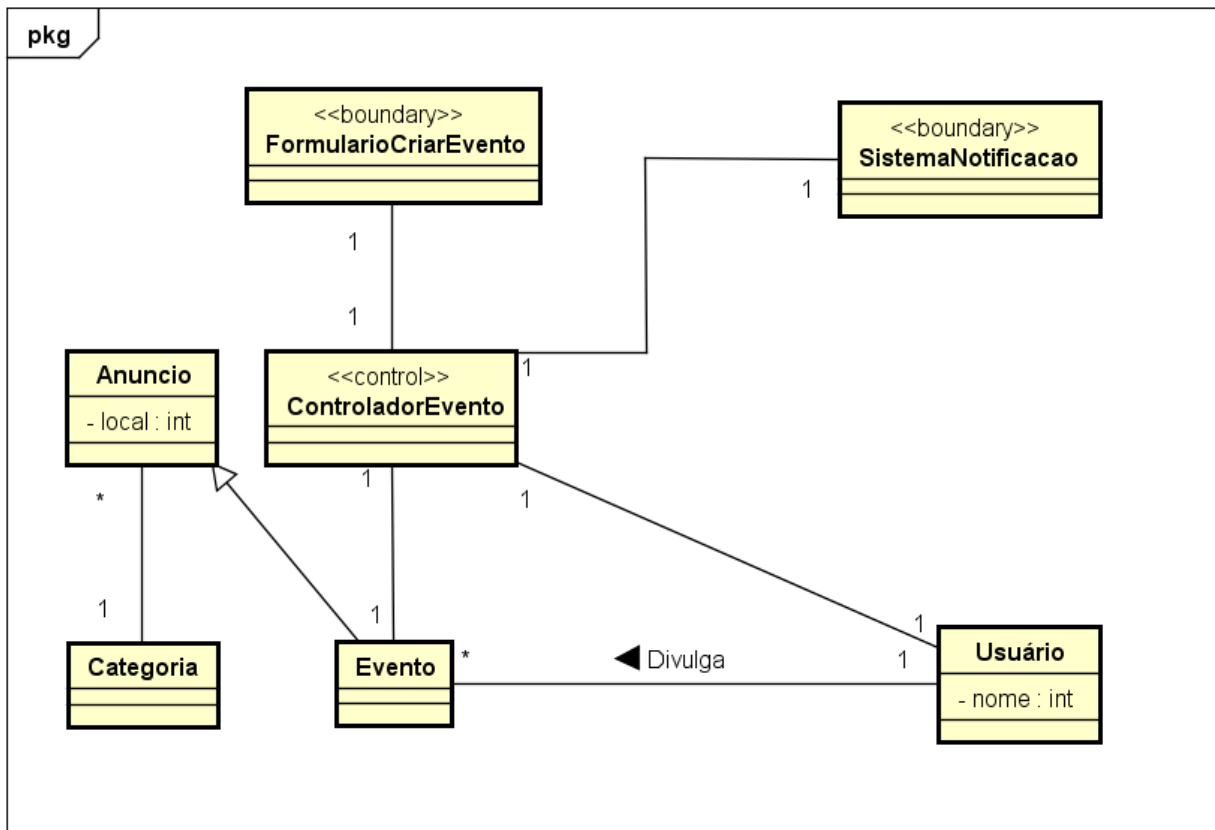 pkg
<<boundary>>
FormularioCriarEvento
<<boundary>>
SistemaNotificacao
1
1
1
1
Anuncio
- local : int
<<control>>
ControladorEvento
*
1
1
1
1
1
1
*
◀ Divulga
Categoria
Evento
Usuário
- nome : int